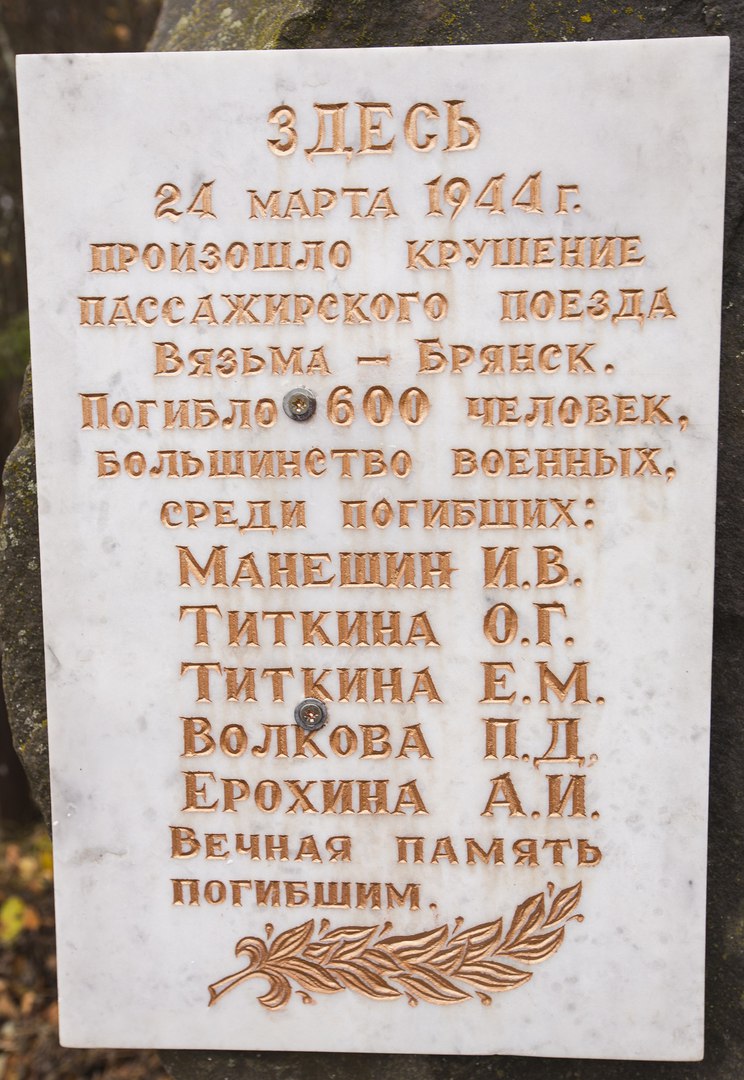 ЗДЕСЬ
24 МАРТА 1944 Г.
ПРОИЗОШЛО КРУШЕНИЕ
ПАССАЖИРСКОГО ПОЕЗДА
ВЯЗЬМА – БРЯНСК.
ПОГИБЛО 600 ЧЕЛОВЕК,
БОЛЬШИНСТВО ВОЕННЫХ,
СРЕДИ ПОГИБШИХ:
МАНЕШИН И.В.
ТИТКИНА О.Г.
ТИТКИНА Е.М.
ВОЛКОВА П.Д.
ЕРОХИНА А.И.
ВЕЧНАЯ ПАМЯТЬ
ПОГИБШИМ.